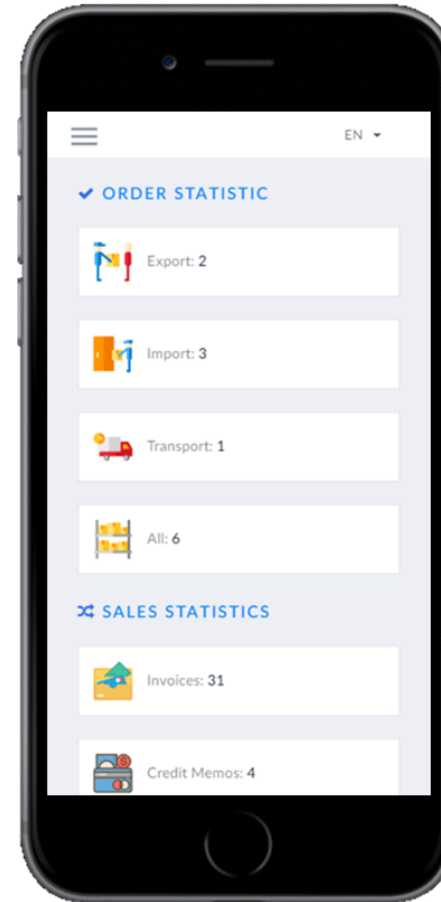 EN
ORDER STATISTIC
Export: 2
Import: 3
Transport: 1
All: 6
SALES STATISTICS
Invoices: 31
Credit Memos: 4